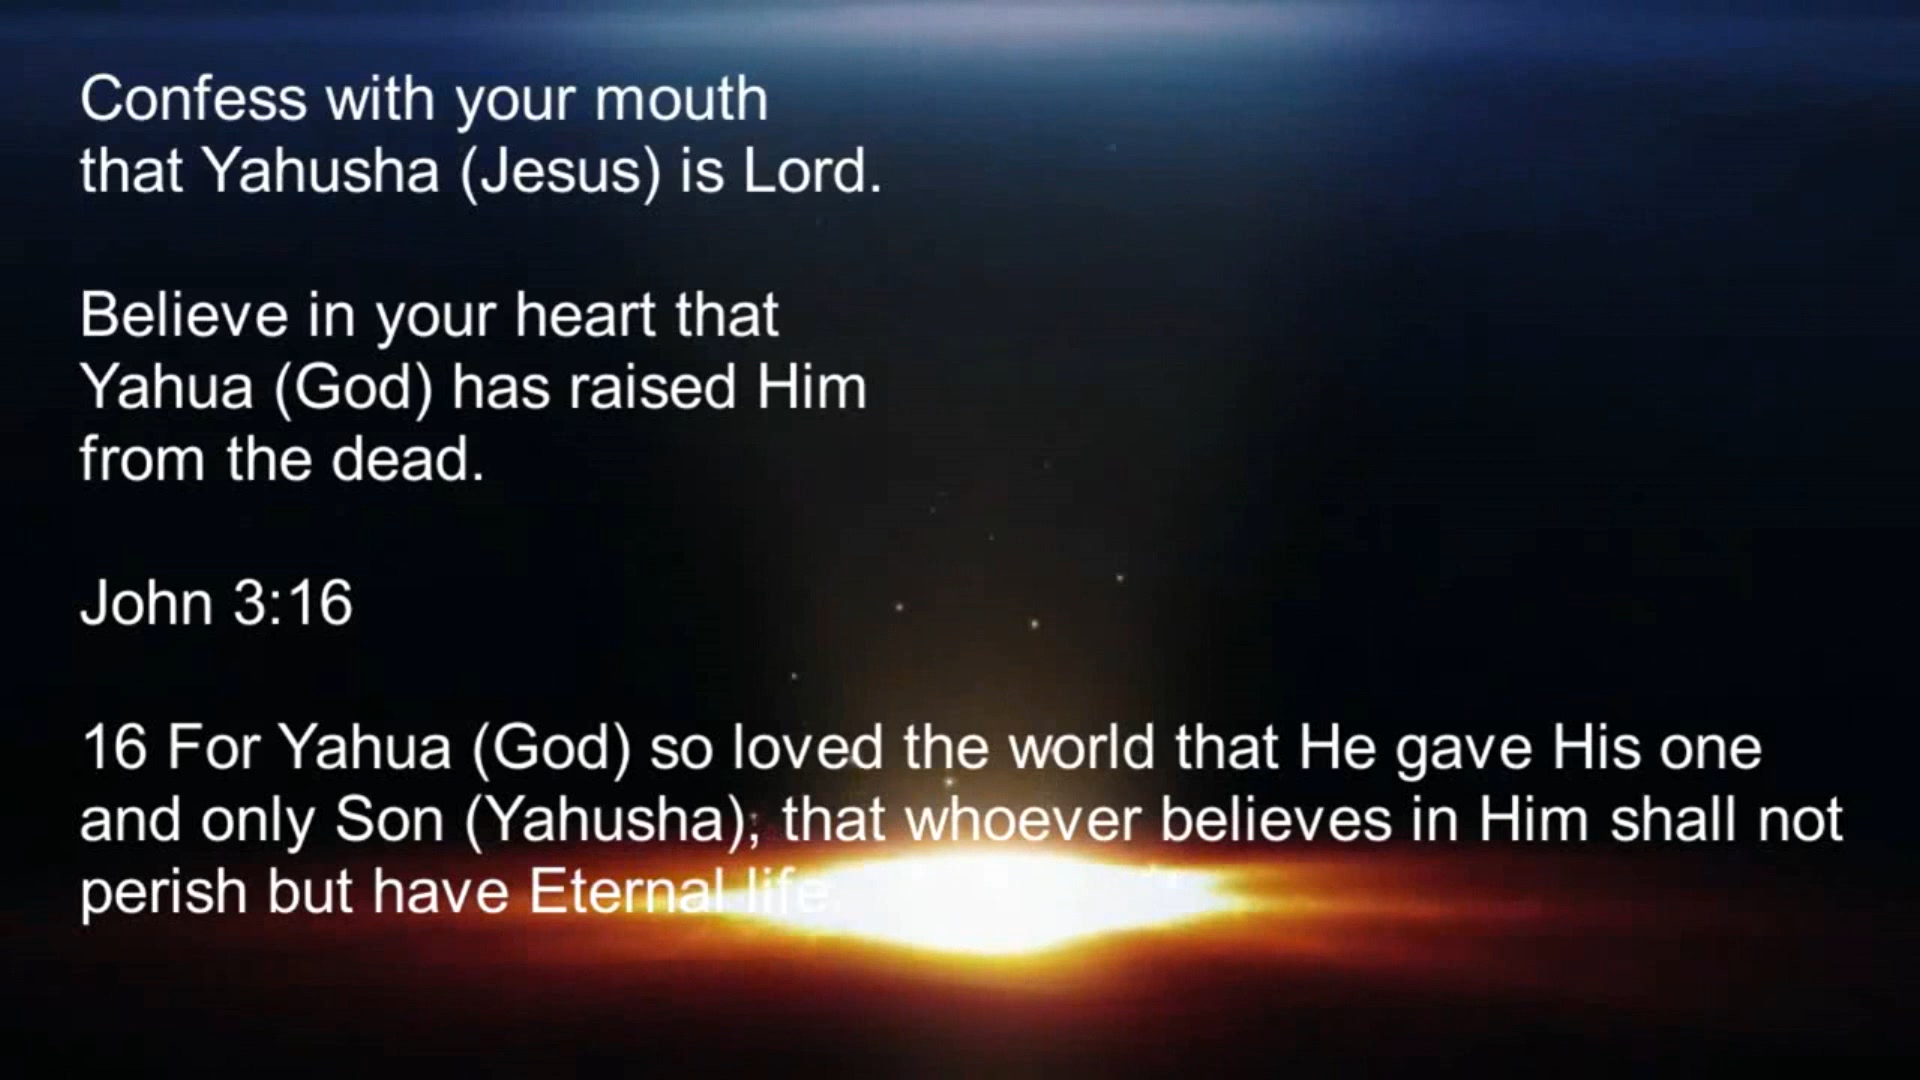 Confess with your mouth
that Yahusha (Jesus) is Lord.
Believe in your heart that
Yahua (God) has raised Him
from the dead.
John 3:16
16 For Yahua (God) so loved the world that He gave His one
and only Son (Yahusha), that whoever believes in Him shall not
perish but have Eternal life.